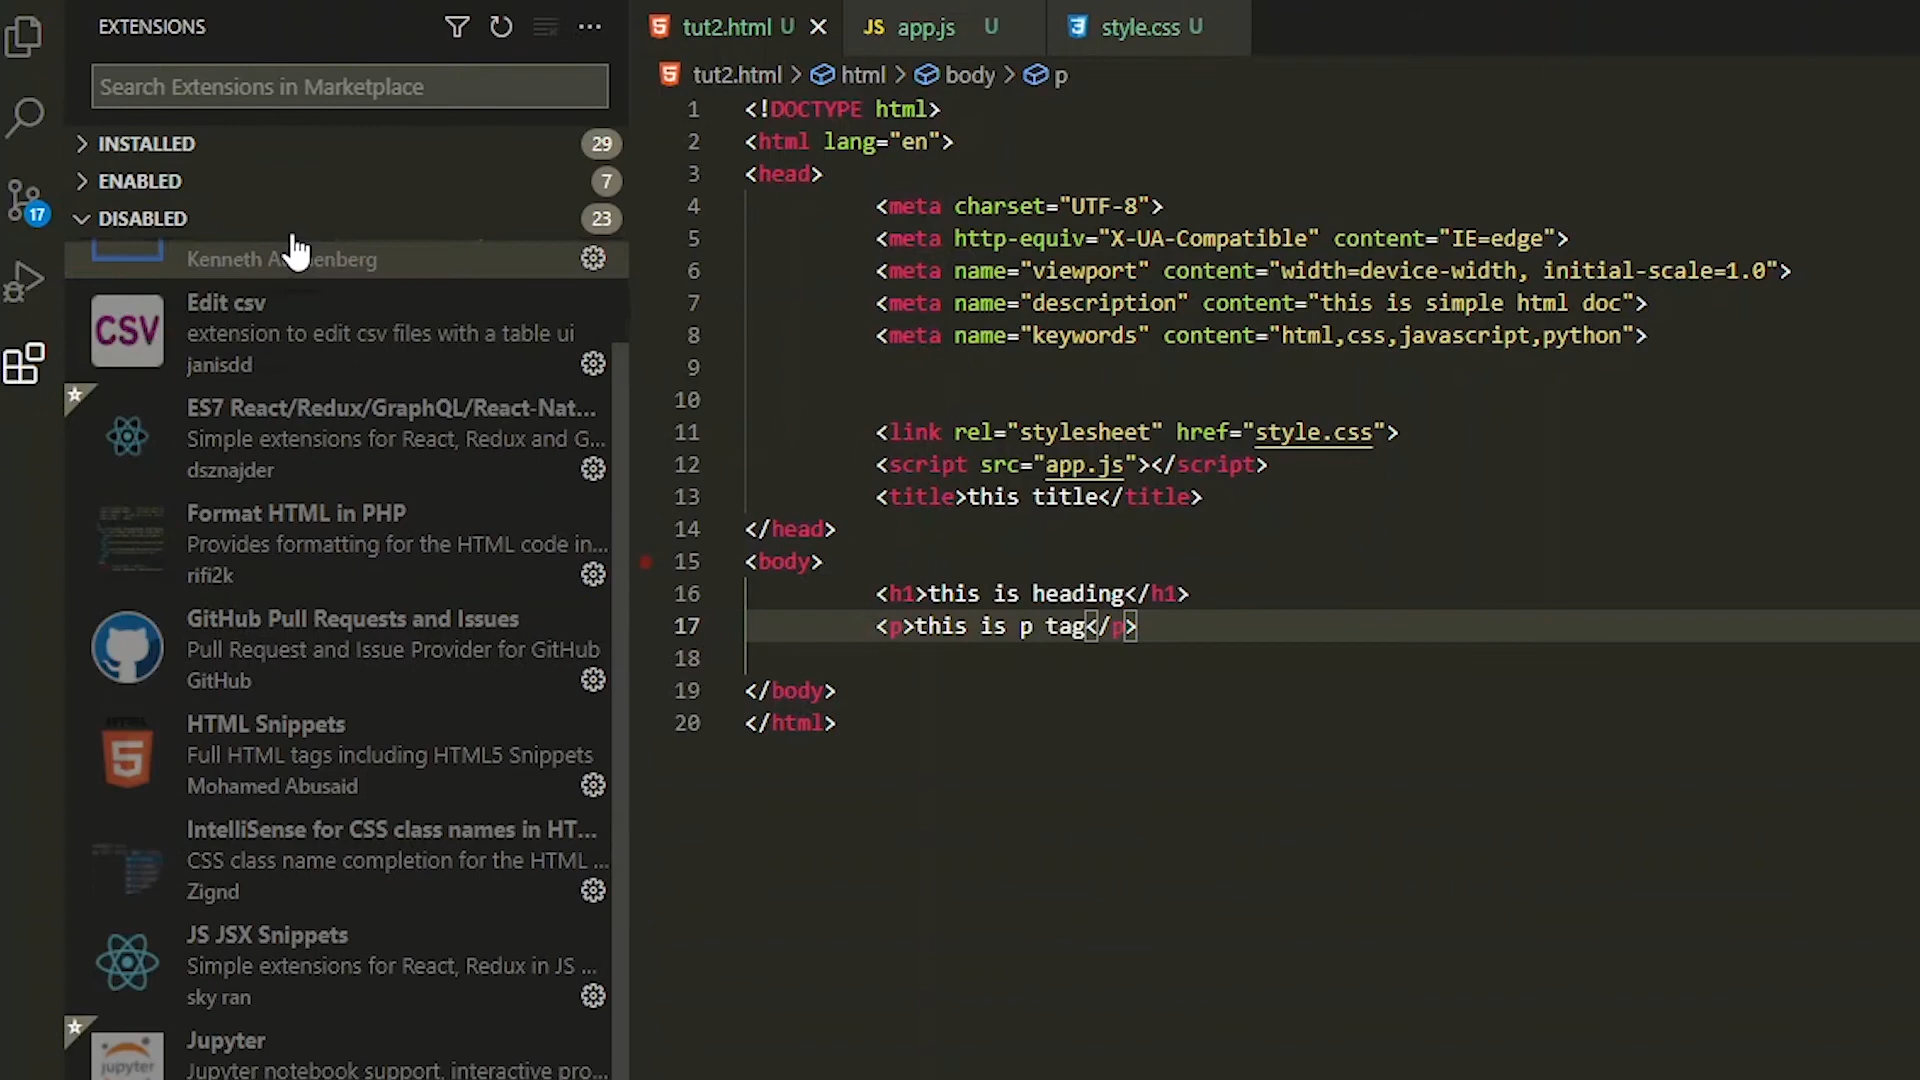 EXTENSIONS
Search Extensions in Marketplace
INSTALLED 29
ENABLED 7
DISABLED 23
17
Kenneth
CSV
Edit csv
extension to edit csv files with a table ui
janisdd
ES7 React/Redux/GraphQL/React-Nat...
Simple extensions for React, Redux and G...
dsznajder
Format HTML in PHP
Provides formatting for the HTML code in...
rifi2k
GitHub Pull Requests and Issues
Pull Request and Issue Provider for GitHub
GitHub
HTML
5
HTML Snippets
Full HTML tags including HTML5 Snippets
Mohamed Abusaid
IntelliSense for CSS class names in HT...
CSS class name completion for the HTML ...
Zignd
JS JSX Snippets
Simple extensions for React, Redux in JS ...
sky ran
jupyter
Jupyter
Jupyter notebook support, interactive pro...
5 tut2.html U
JS app.js U
3 style.css U
5 tut2.html > html > body > p
1 <!DOCTYPE html>
2 <html lang="en">
3 <head>
4 <meta charset="UTF-8">
5 <meta http-equiv="X-UA-Compatible" content="IE=edge">
6 <meta name="viewport" content="width=device-width, initial-scale=1.0">
7 <meta name="description" content="this is simple html doc">
8 <meta name="keywords" content="html,css,javascript,python">
9
10
11 <link rel="stylesheet" href="style.css">
12 <script src="app.js"></script>
13 <title>this title</title>
14 </head>
15 <body>
16 <h1>this is heading</h1>
17 <p>this is p tag</p>
18
19 </body>
20 </html>